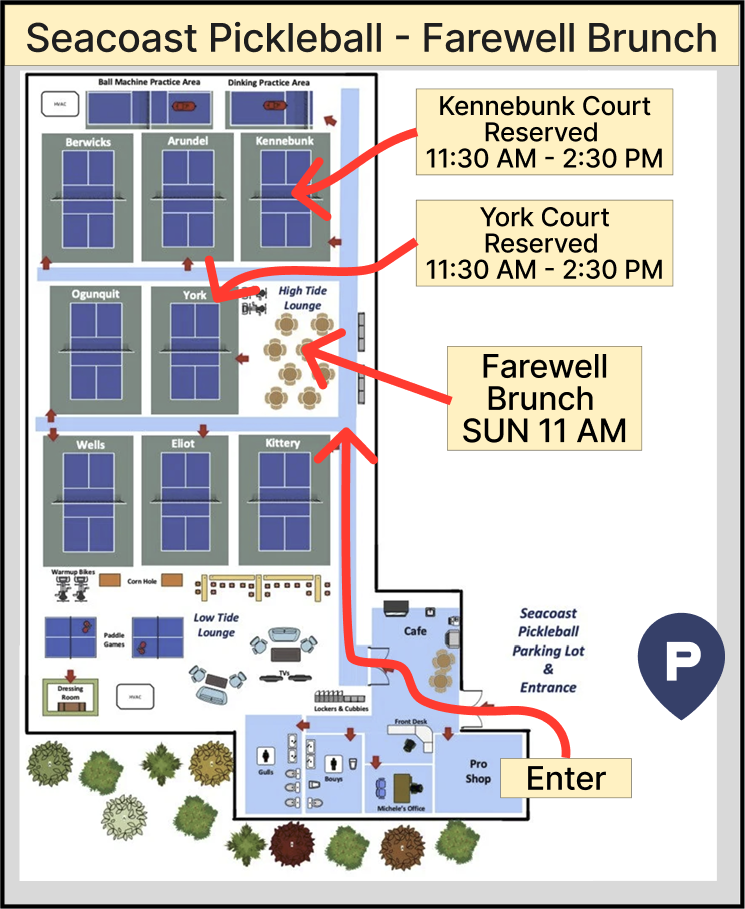 Seacoast Pickleball - Farewell Brunch
Ball Machine Practice Area
Dinking Practice Area
HVAC
Berwicks
Arundel
Kennebunk
Kennebunk Court
Reserved
11:30 AM - 2:30 PM
York Court
Reserved
11:30 AM - 2:30 PM
Ogunquit
York
High Tide
Lounge
Farewell
Brunch
SUN 11 AM
Wells
Eliot
Kittery
Warmup Bikes
Corn Hole
Paddle
Games
Low Tide
Lounge
TVs
Dressing
Room
HVAC
Lockers & Cubbies
Cafe
Seacoast
Pickleball
Parking Lot
&
Entrance
P
Front Desk
Gulls
Bouys
Michele's Office
Pro
Shop
Enter